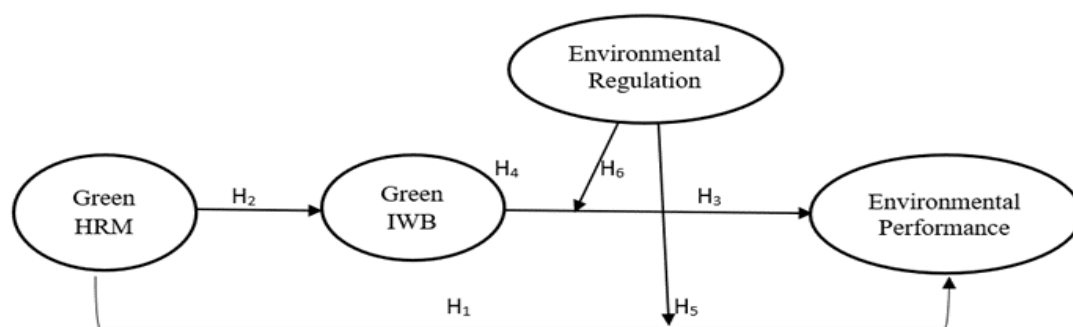 Environmental
Regulation
Green
HRM
H₂
Green
IWB
H₄
H₆
H₃
Environmental
Performance
H₁
H₅